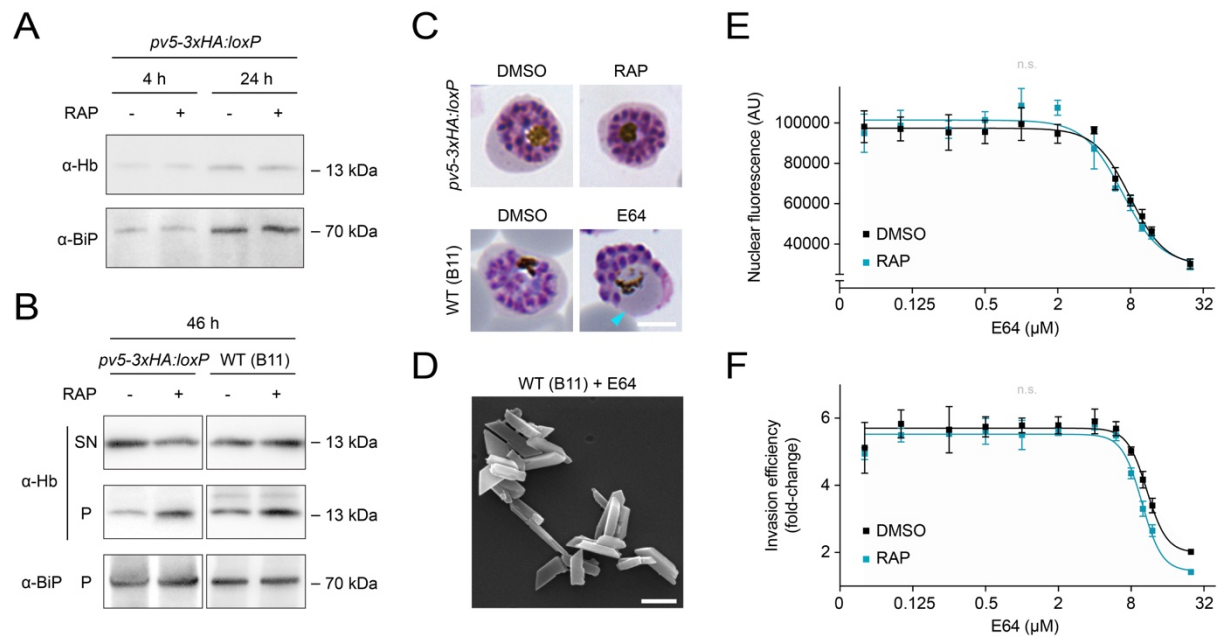 A
pv5-3xHA:loxP
4 h 24 h
RAP - + - +
α-Hb – 13 kDa
α-BiP – 70 kDa
B
46 h
pv5-3xHA:loxP WT (B11)
RAP - + - +
α-Hb
SN – 13 kDa
P – 13 kDa
α-BiP P – 70 kDa
C
DMSO RAP
pv5-3xHA:loxP
DMSO E64
WT (B11)
D
WT (B11) + E64
E
n.s.
Nuclear fluorescence (AU)
100000
80000
60000
40000
DMSO
RAP
0 0.125 0.5 2 8 32
E64 (μM)
F
n.s.
Invasion efficiency
(fold-change)
6
4
2
DMSO
RAP
0 0.125 0.5 2 8 32
E64 (μM)